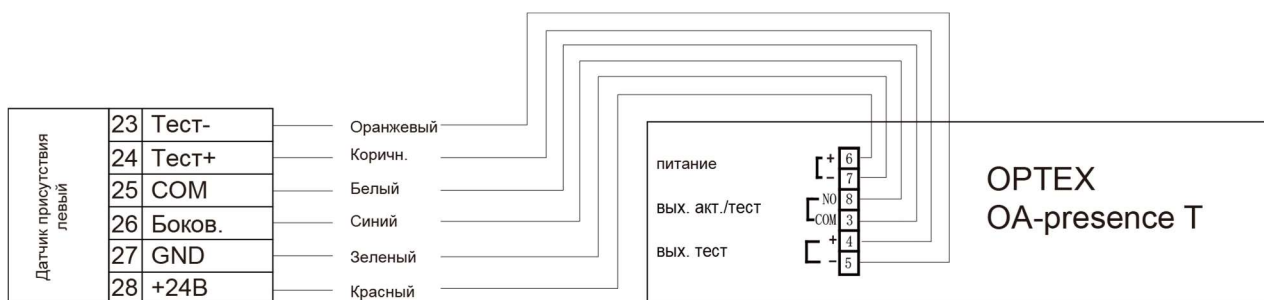 Датчик присутствия
левый
23 Тест-
24 Тест+
25 COM
26 Боков.
27 GND
28 +24В
Оранжевый
Коричн.
Белый
Синий
Зеленый
Красный
питание
вых. акт./тест
вых. тест
+ 6
- 7
NO 8
COM 3
+ 4
- 5
OPTEX
OA-presence T